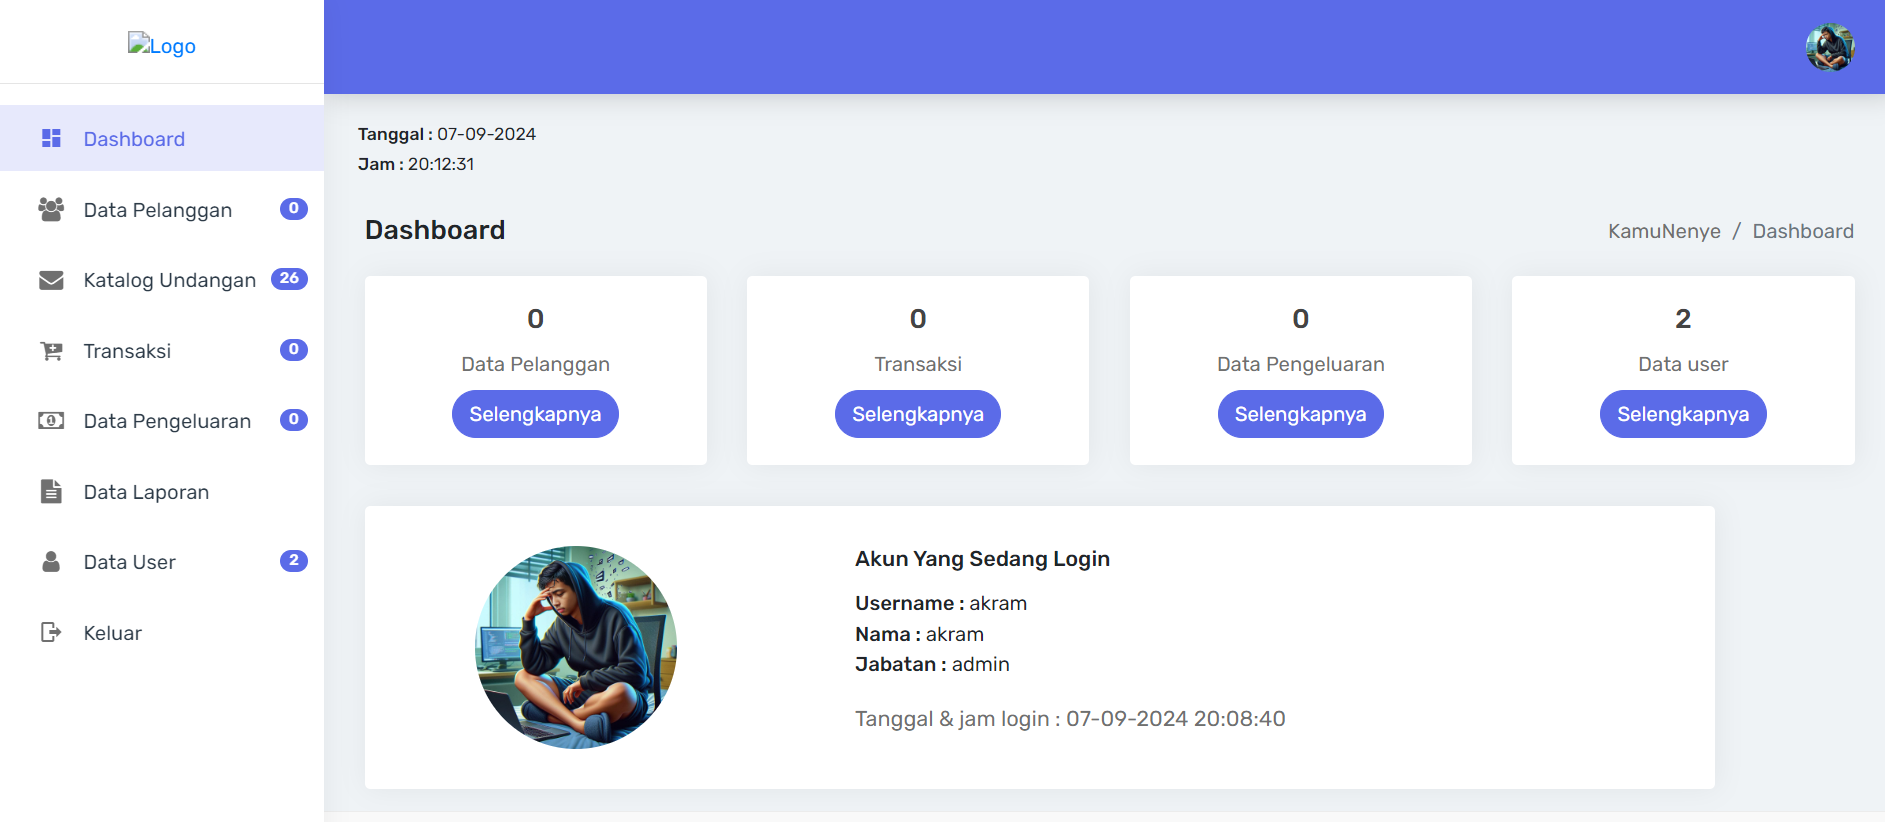 Logo
Dashboard
Data Pelanggan 0
Katalog Undangan 26
Transaksi 0
Data Pengeluaran 0
Data Laporan
Data User 2
Keluar
Tanggal : 07-09-2024
Jam : 20:12:31
Dashboard
KamuNenye / Dashboard
0
Data Pelanggan
Selengkapnya
0
Transaksi
Selengkapnya
0
Data Pengeluaran
Selengkapnya
2
Data user
Selengkapnya
Akun Yang Sedang Login
Username : akram
Nama : akram
Jabatan : admin
Tanggal & jam login : 07-09-2024 20:08:40